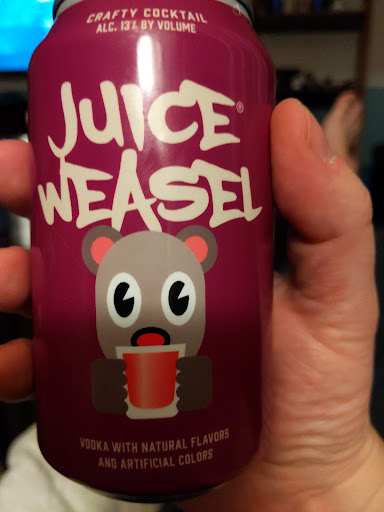 CRAFTY COCKTAIL
ALC. 13% BY VOLUME
JUICE®
WEASEL
VODKA WITH NATURAL FLAVORS
AND ARTIFICIAL COLORS